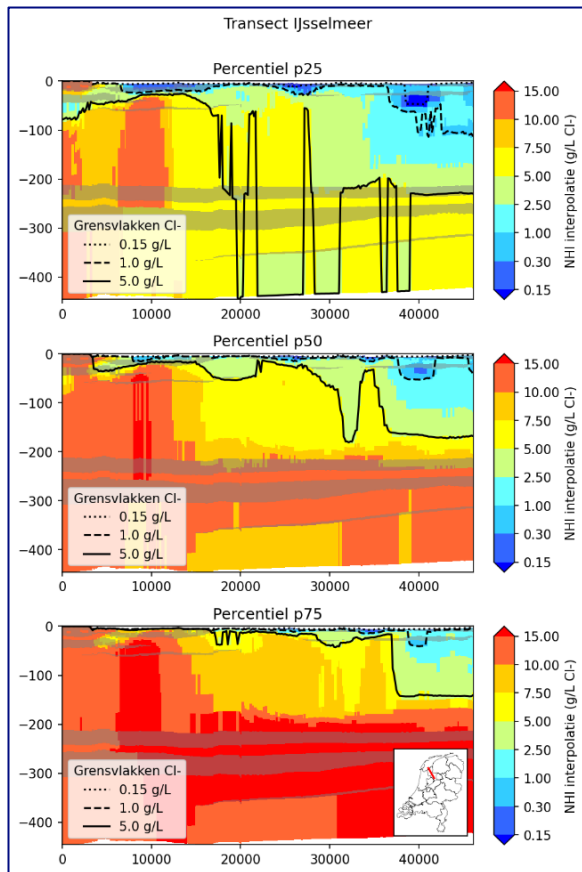 Transect IJsselmeer
Percentiel p25
0
−100
−200
−300
−400
Grensvlakken Cl-
0.15 g/L
1.0 g/L
5.0 g/L
0 10000 20000 30000 40000
15.00
10.00
7.50
5.00
2.50
1.00
0.30
0.15
NHI interpolatie (g/L Cl-)
Percentiel p50
0
−100
−200
−300
−400
Grensvlakken Cl-
0.15 g/L
1.0 g/L
5.0 g/L
0 10000 20000 30000 40000
15.00
10.00
7.50
5.00
2.50
1.00
0.30
0.15
NHI interpolatie (g/L Cl-)
Percentiel p75
0
−100
−200
−300
−400
Grensvlakken Cl-
0.15 g/L
1.0 g/L
5.0 g/L
0 10000 20000 30000 40000
15.00
10.00
7.50
5.00
2.50
1.00
0.30
0.15
NHI interpolatie (g/L Cl-)